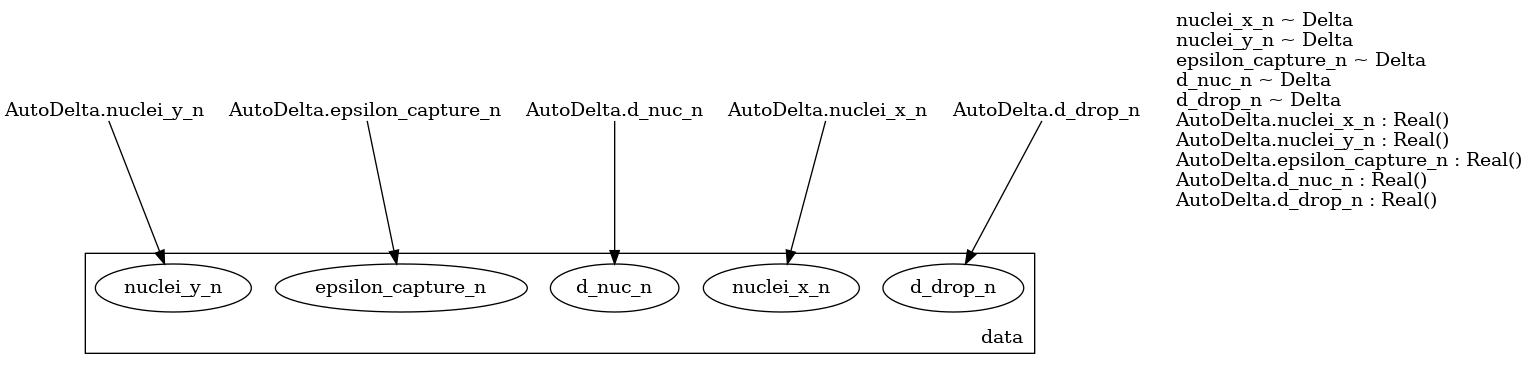 nuclei_x_n ~ Delta
nuclei_y_n ~ Delta
epsilon_capture_n ~ Delta
d_nuc_n ~ Delta
d_drop_n ~ Delta
AutoDelta.nuclei_x_n : Real()
AutoDelta.nuclei_y_n : Real()
AutoDelta.epsilon_capture_n : Real()
AutoDelta.d_nuc_n : Real()
AutoDelta.d_drop_n : Real()
AutoDelta.nuclei_y_n AutoDelta.epsilon_capture_n AutoDelta.d_nuc_n AutoDelta.nuclei_x_n AutoDelta.d_drop_n
nuclei_y_n epsilon_capture_n d_nuc_n nuclei_x_n d_drop_n
data